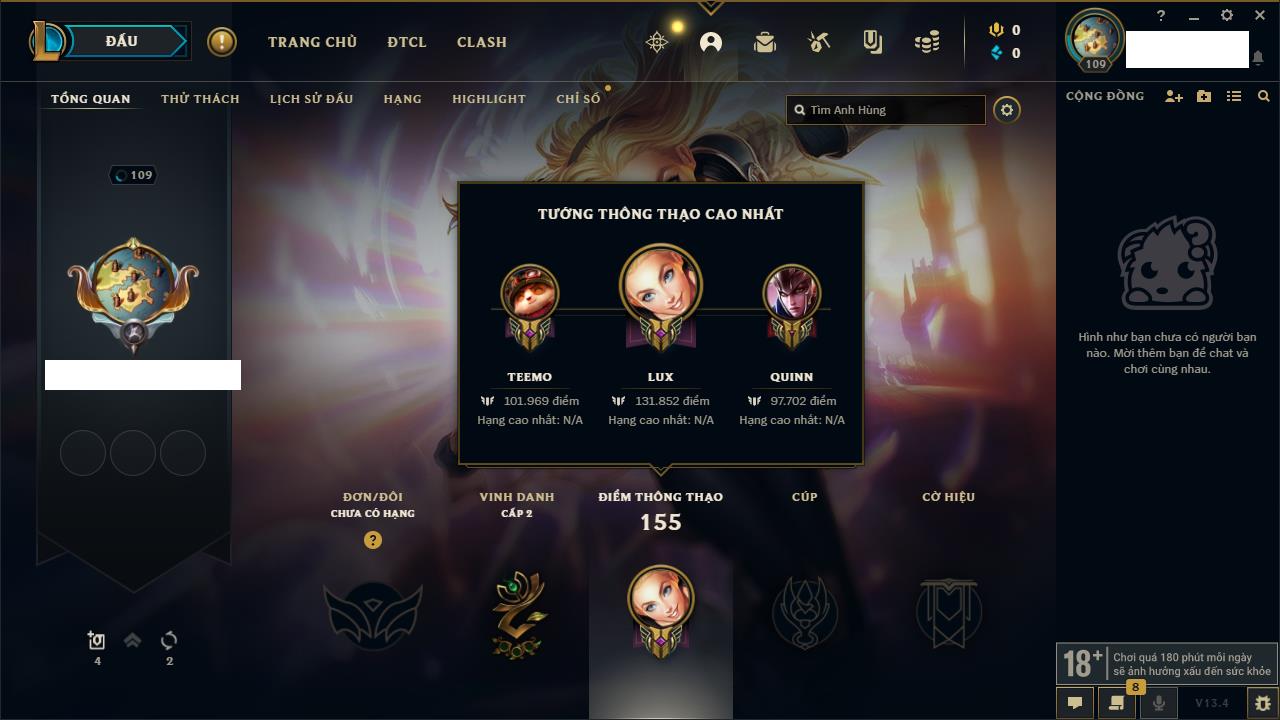 ĐẤU
!
TRANG CHỦ
ĐTCL
CLASH
0
0
?
109
TỔNG QUAN
THỬ THÁCH
LỊCH SỬ ĐẤU
HẠNG
HIGHLIGHT
CHỈ SỐ
Tìm Anh Hùng
CỘNG ĐỒNG
109
TƯỚNG THÔNG THẠO CAO NHẤT
TEEMO
101.969 điểm
Hạng cao nhất: N/A
LUX
131.852 điểm
Hạng cao nhất: N/A
QUINN
97.702 điểm
Hạng cao nhất: N/A
Hình như bạn chưa có người bạn
nào. Mời thêm bạn để chat và
chơi cùng nhau.
ĐƠN/ĐÔI
CHƯA CÓ HẠNG
?
VINH DANH
CẤP 2
ĐIỂM THÔNG THẠO
155
CÚP
CỜ HIỆU
4
2
18+
Chơi quá 180 phút mỗi ngày
sẽ ảnh hưởng xấu đến sức khỏe
8
V13.4